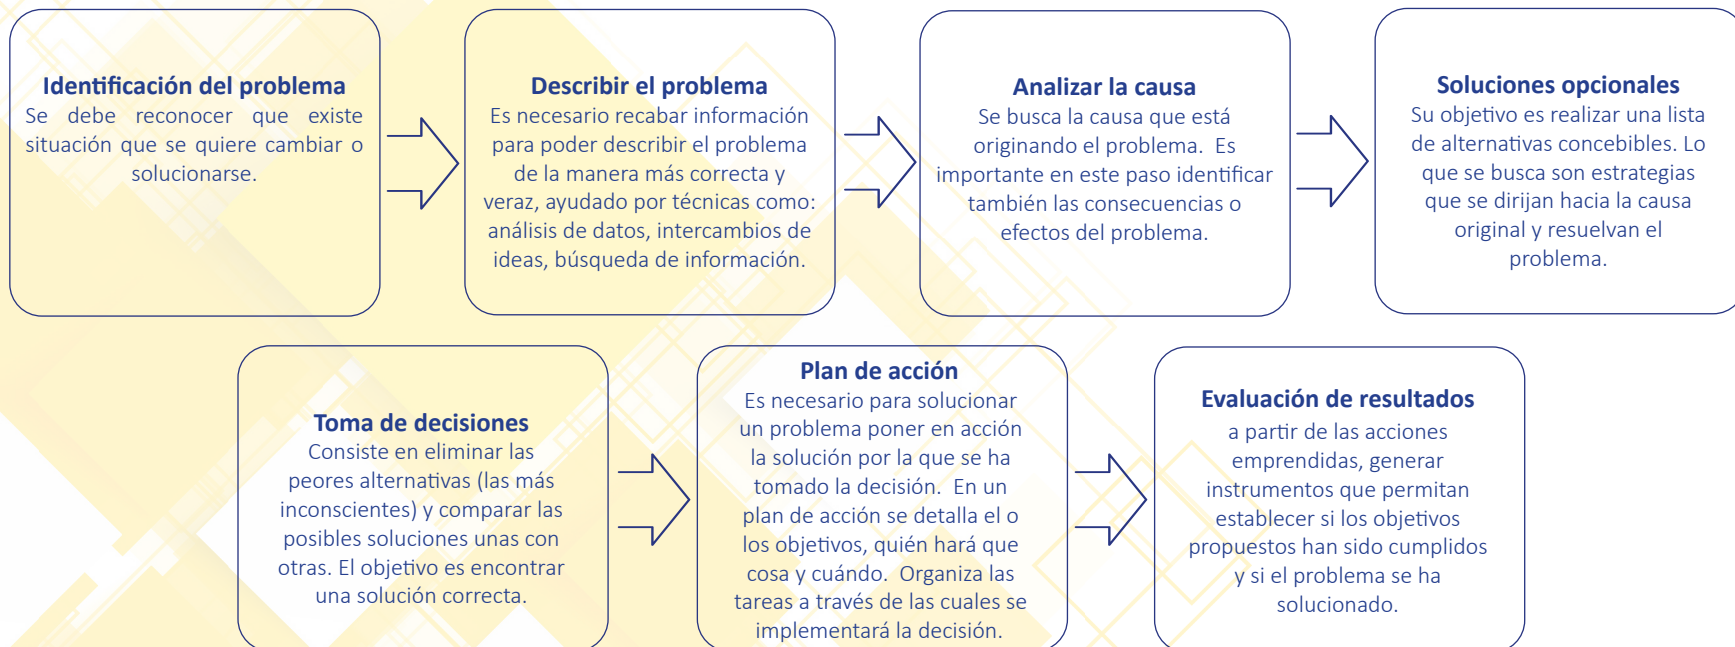 Identificación del problema
Se debe reconocer que existe
situación que se quiere cambiar o
solucionarse.
Describir el problema
Es necesario recabar información
para poder describir el problema
de la manera más correcta y
veraz, ayudado por técnicas como:
análisis de datos, intercambios de
ideas, búsqueda de información.
Analizar la causa
Se busca la causa que está
originando el problema. Es
importante en este paso identificar
también las consecuencias o
efectos del problema.
Soluciones opcionales
Su objetivo es realizar una lista
de alternativas concebibles. Lo
que se busca son estrategias
que se dirijan hacia la causa
original y resuelvan el
problema.
Toma de decisiones
Consiste en eliminar las
peores alternativas (las más
inconscientes) y comparar las
posibles soluciones unas con
otras. El objetivo es encontrar
una solución correcta.
Plan de acción
Es necesario para solucionar
un problema poner en acción
la solución por la que se ha
tomado la decisión. En un
plan de acción se detalla el o
los objetivos, quién hará que
cosa y cuándo. Organiza las
tareas a través de las cuales se
implementará la decisión.
Evaluación de resultados
a partir de las acciones
emprendidas, generar
instrumentos que permitan
establecer si los objetivos
propuestos han sido cumplidos
y si el problema se ha
solucionado.